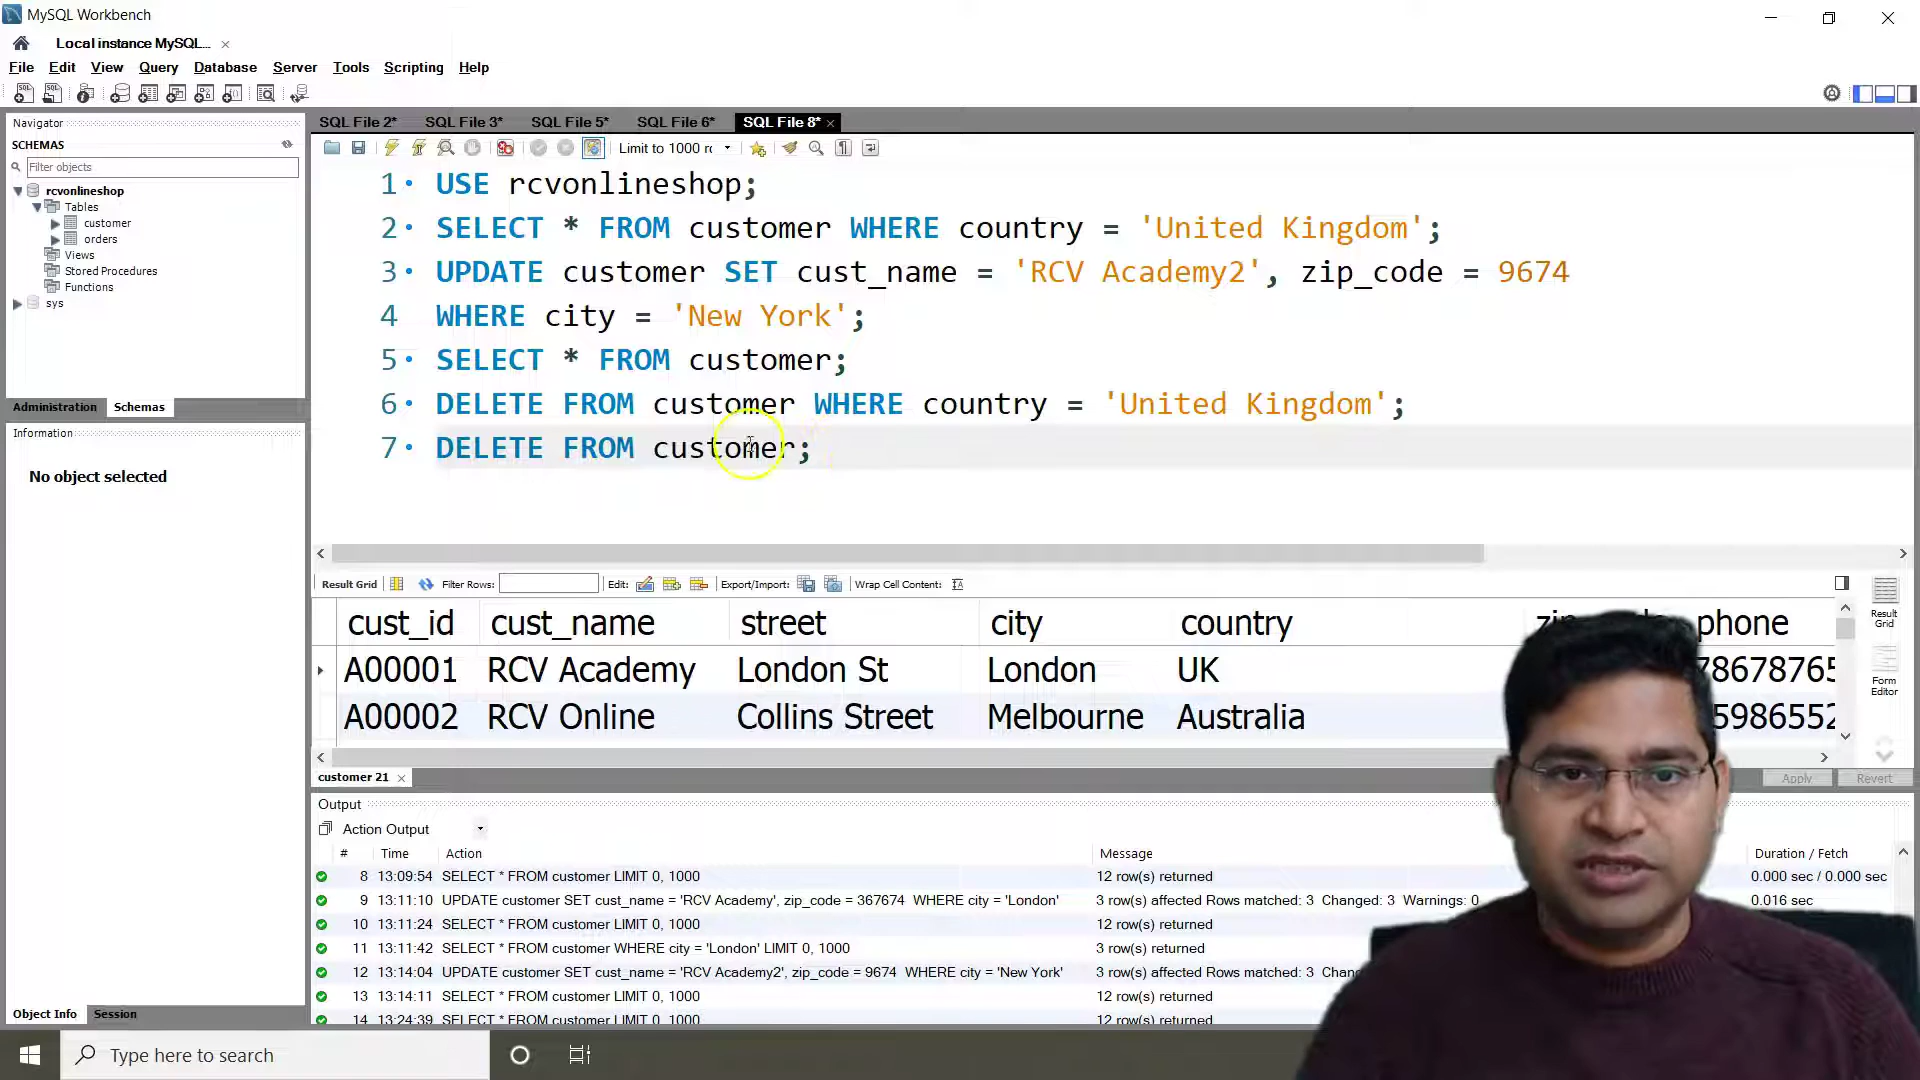 MySQL Workbench
Local instance MySQL...
File Edit View Query Database Server Tools Scripting Help
Navigator
SCHEMAS
Filter objects
rcvonlineshop
Tables
customer
orders
Views
Stored Procedures
Functions
sys
Administration Schemas
Information
No object selected
Object Info Session
SQL File 2* SQL File 3* SQL File 5* SQL File 6* SQL File 8*
Limit to 1000 rc
1 USE rcvonlineshop;
2 SELECT * FROM customer WHERE country = 'United Kingdom';
3 UPDATE customer SET cust_name = 'RCV Academy2', zip_code = 9674
4 WHERE city = 'New York';
5 SELECT * FROM customer;
6 DELETE FROM customer WHERE country = 'United Kingdom';
7 DELETE FROM customer;
Result Grid Filter Rows: Edit: Export/Import: Wrap Cell Content:
cust_id cust_name street city country phone
A00001 RCV Academy London St London UK 78678765
A00002 RCV Online Collins Street Melbourne Australia 5986552
Result Grid
Form Editor
customer 21
Apply Revert
Output
Action Output
# Time Action Message Duration / Fetch
8 13:09:54 SELECT * FROM customer LIMIT 0, 1000 12 row(s) returned 0.000 sec / 0.000 sec
9 13:11:10 UPDATE customer SET cust_name = 'RCV Academy', zip_code = 367674 WHERE city = 'London' 3 row(s) affected Rows matched: 3 Changed: 3 Warnings: 0 0.016 sec
10 13:11:24 SELECT * FROM customer LIMIT 0, 1000 12 row(s) returned
11 13:11:42 SELECT * FROM customer WHERE city = 'London' LIMIT 0, 1000 3 row(s) returned
12 13:14:04 UPDATE customer SET cust_name = 'RCV Academy2', zip_code = 9674 WHERE city = 'New York' 3 row(s) affected Rows matched: 3
13 13:14:11 SELECT * FROM customer LIMIT 0, 1000 12 row(s) returned
14 13:24:39 SELECT * FROM customer LIMIT 0, 1000 12 row(s) returned
Type here to search